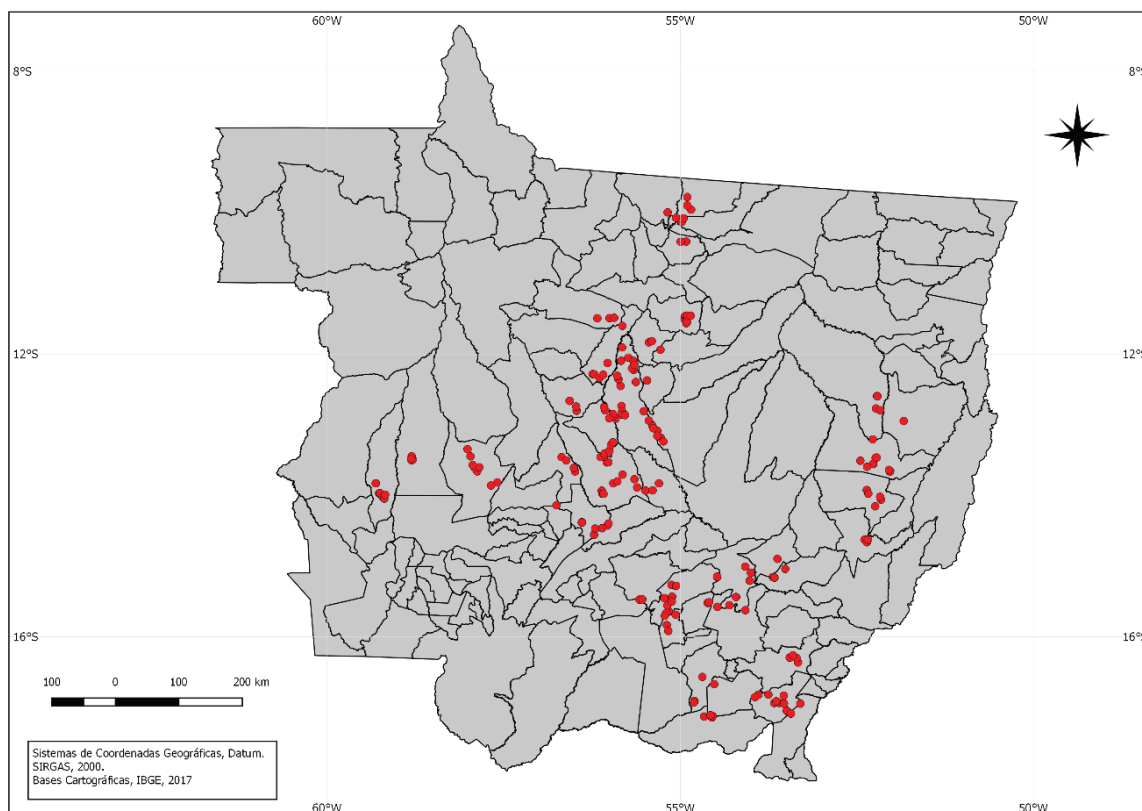 60°W 55°W 50°W
8°S 8°S
12°S 12°S
16°S 16°S
100 0 100 200 km
Sistemas de Coordenadas Geográficas, Datum.
SIRGAS, 2000.
Bases Cartográficas, IBGE, 2017
60°W 55°W 50°W